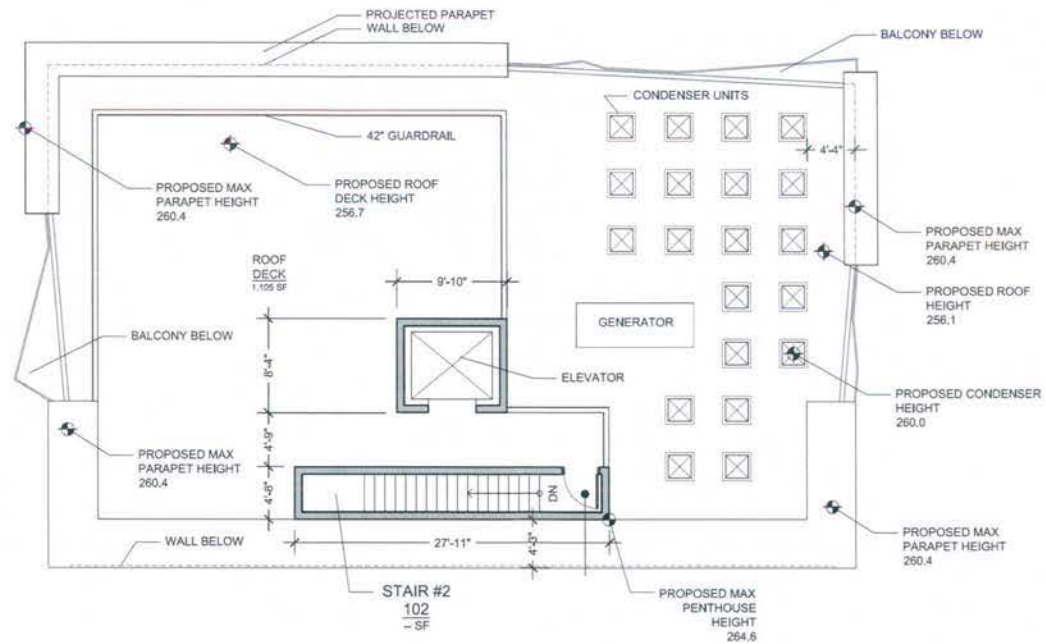 PROJECTED PARAPET
WALL BELOW
BALCONY BELOW
CONDENSER UNITS
42" GUARDRAIL
4'-4"
PROPOSED MAX
PARAPET HEIGHT
260.4
PROPOSED ROOF
DECK HEIGHT
256.7
PROPOSED MAX
PARAPET HEIGHT
260.4
ROOF
DECK
1,105 SF
9'-10"
PROPOSED ROOF
HEIGHT
256.1
GENERATOR
BALCONY BELOW
8'-4"
ELEVATOR
PROPOSED CONDENSER
HEIGHT
260.0
4'-9"
PROPOSED MAX
PARAPET HEIGHT
260.4
4'-8"
DN
PROPOSED MAX
PARAPET HEIGHT
260.4
WALL BELOW
27'-11"
4'-3"
STAIR #2
102
-- SF
PROPOSED MAX
PENTHOUSE
HEIGHT
264.6